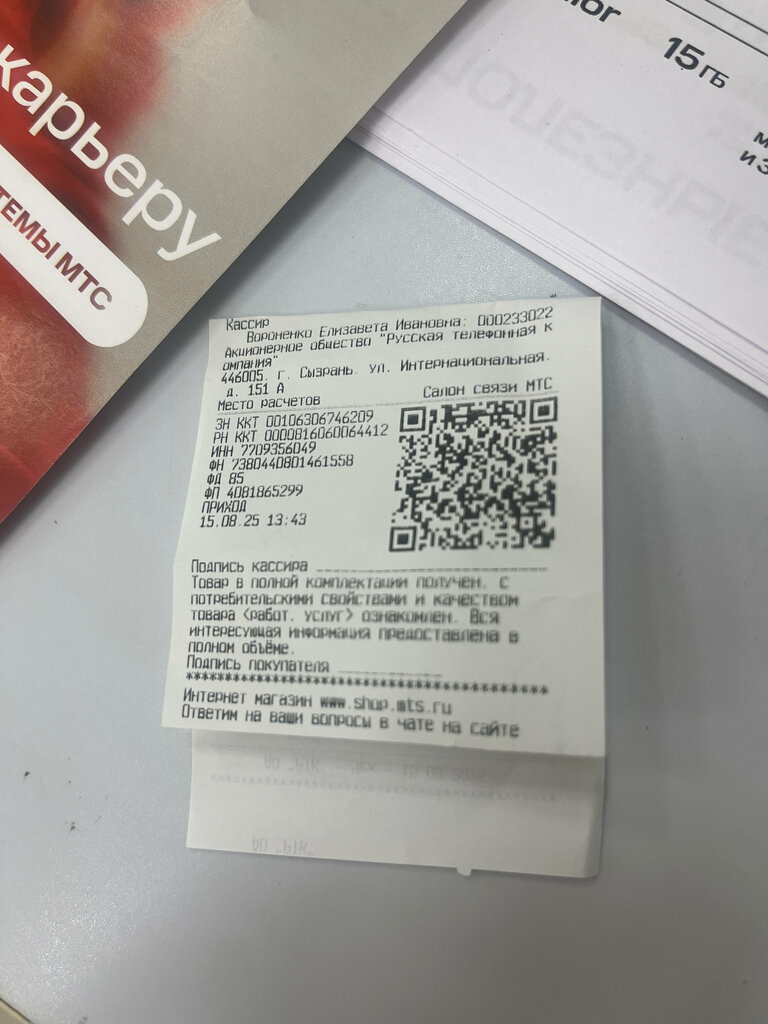 карьеру
ТЕМЫ МТС
15 ГБ
Кассир
Вороненко Елизавета Ивановна: 000233022
Акционерное общество "Русская телефонная к
омпания"
446005, г. Сызрань, ул. Интернациональная,
д. 151 А
Место расчетов Салон связи МТС
ЗН ККТ 00106306746209
РН ККТ 0000816060064412
ИНН 7709356049
ФН 7380440801461558
ФД 85
ФП 4081865299
ПРИХОД
15.08.25 13:43
Подпись кассира
Товар в полной комплектации получен. С
потребительскими свойствами и качеством
товара <работ, услуг> ознакомлен. Вся
интересующая информация предоставлена в
полном объёме.
Подпись покупателя
Интернет магазин www.shop.mts.ru
Ответим на ваши вопросы в чате на сайте